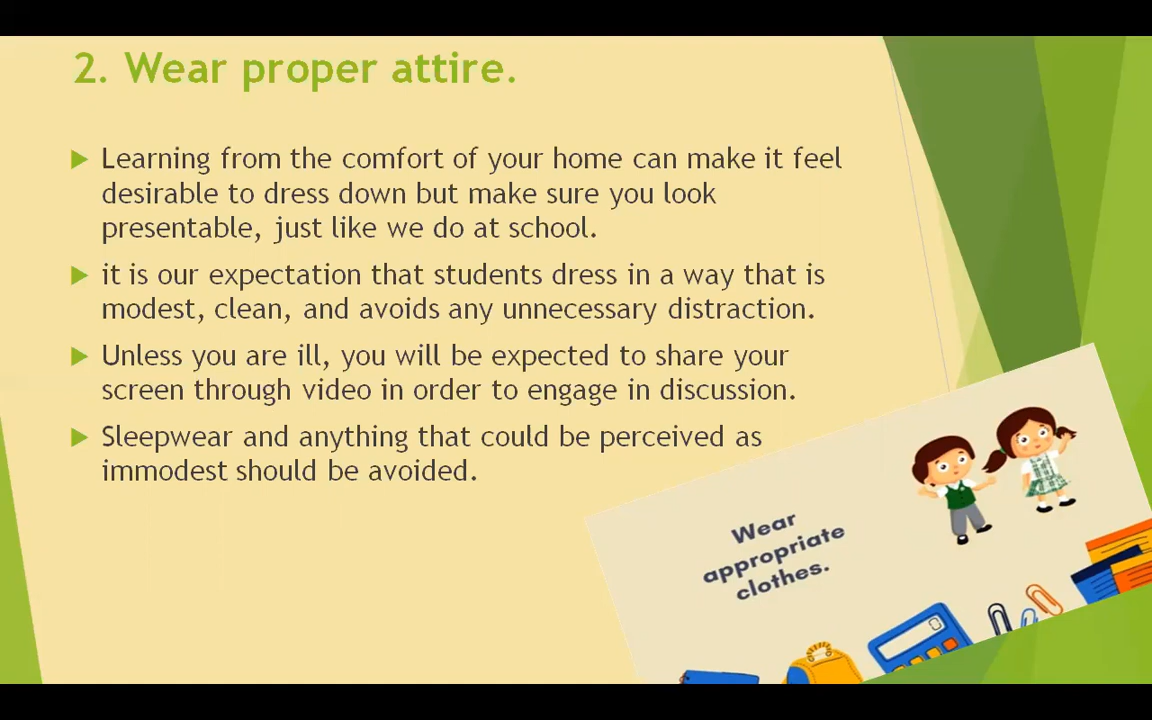 2. Wear proper attire.
Learning from the comfort of your home can make it feel
desirable to dress down but make sure you look
presentable, just like we do at school.
it is our expectation that students dress in a way that is
modest, clean, and avoids any unnecessary distraction.
Unless you are ill, you will be expected to share your
screen through video in order to engage in discussion.
Sleepwear and anything that could be perceived as
immodest should be avoided.
Wear
appropriate
clothes.